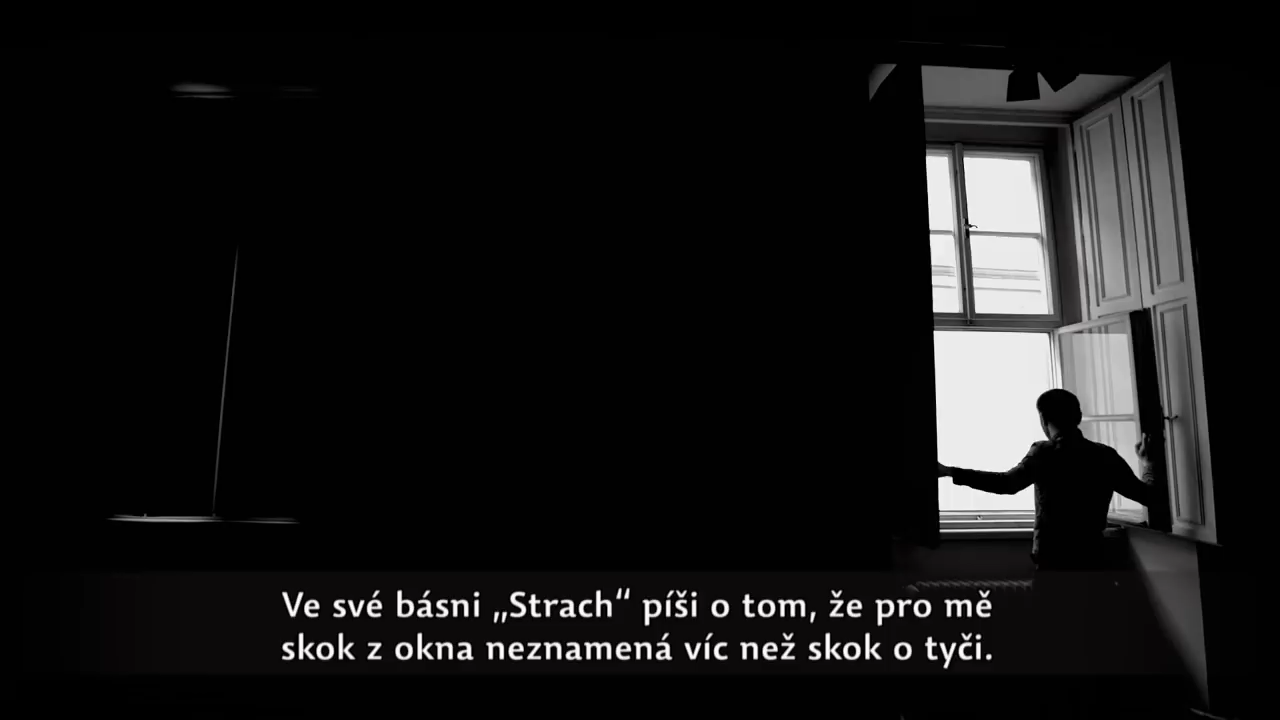 Ve své básni „Strach“ píši o tom, že pro mě
skok z okna neznamená víc než skok o tyči.